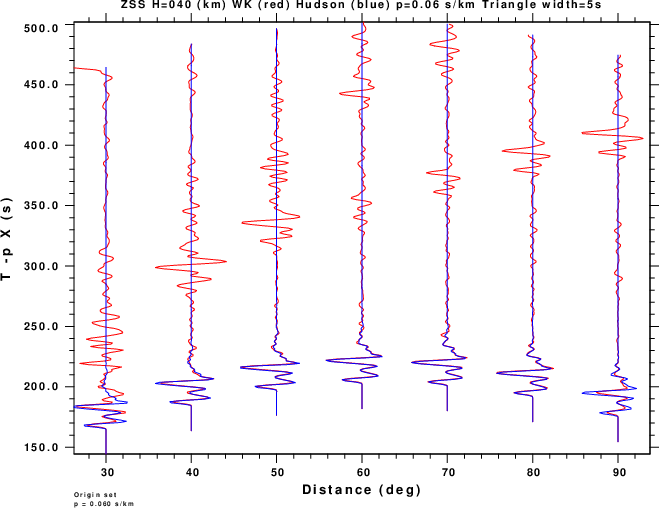 ZSS H=040 (km) WK (red) Hudson (blue) p=0.06 s/km Triangle width=5s
500.0
450.0
400.0
350.0
300.0
250.0
200.0
150.0
T -p X (s)
30 40 50 60 70 80 90
Distance (deg)
Origin set
p = 0.060 s/km